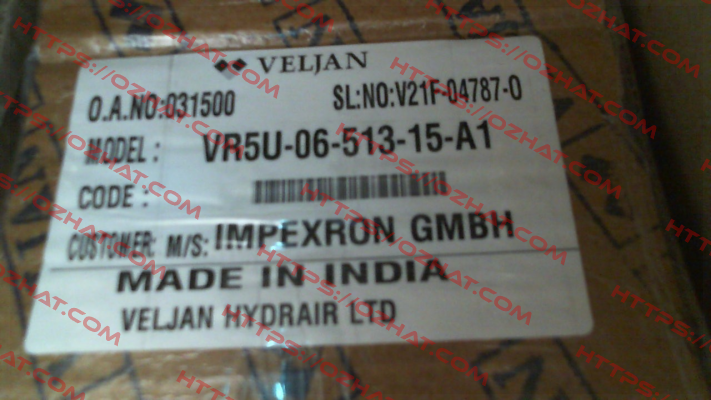 VELJAN
O.A.NO:031500 SL:NO:V21F-04787-0
MODEL: VR5U-06-513-15-A1
CODE:
CUSTOMER: M/S: IMPEXRON GMBH
MADE IN INDIA
VELJAN HYDRAIR LTD
HTTPS://OZHAT.COM